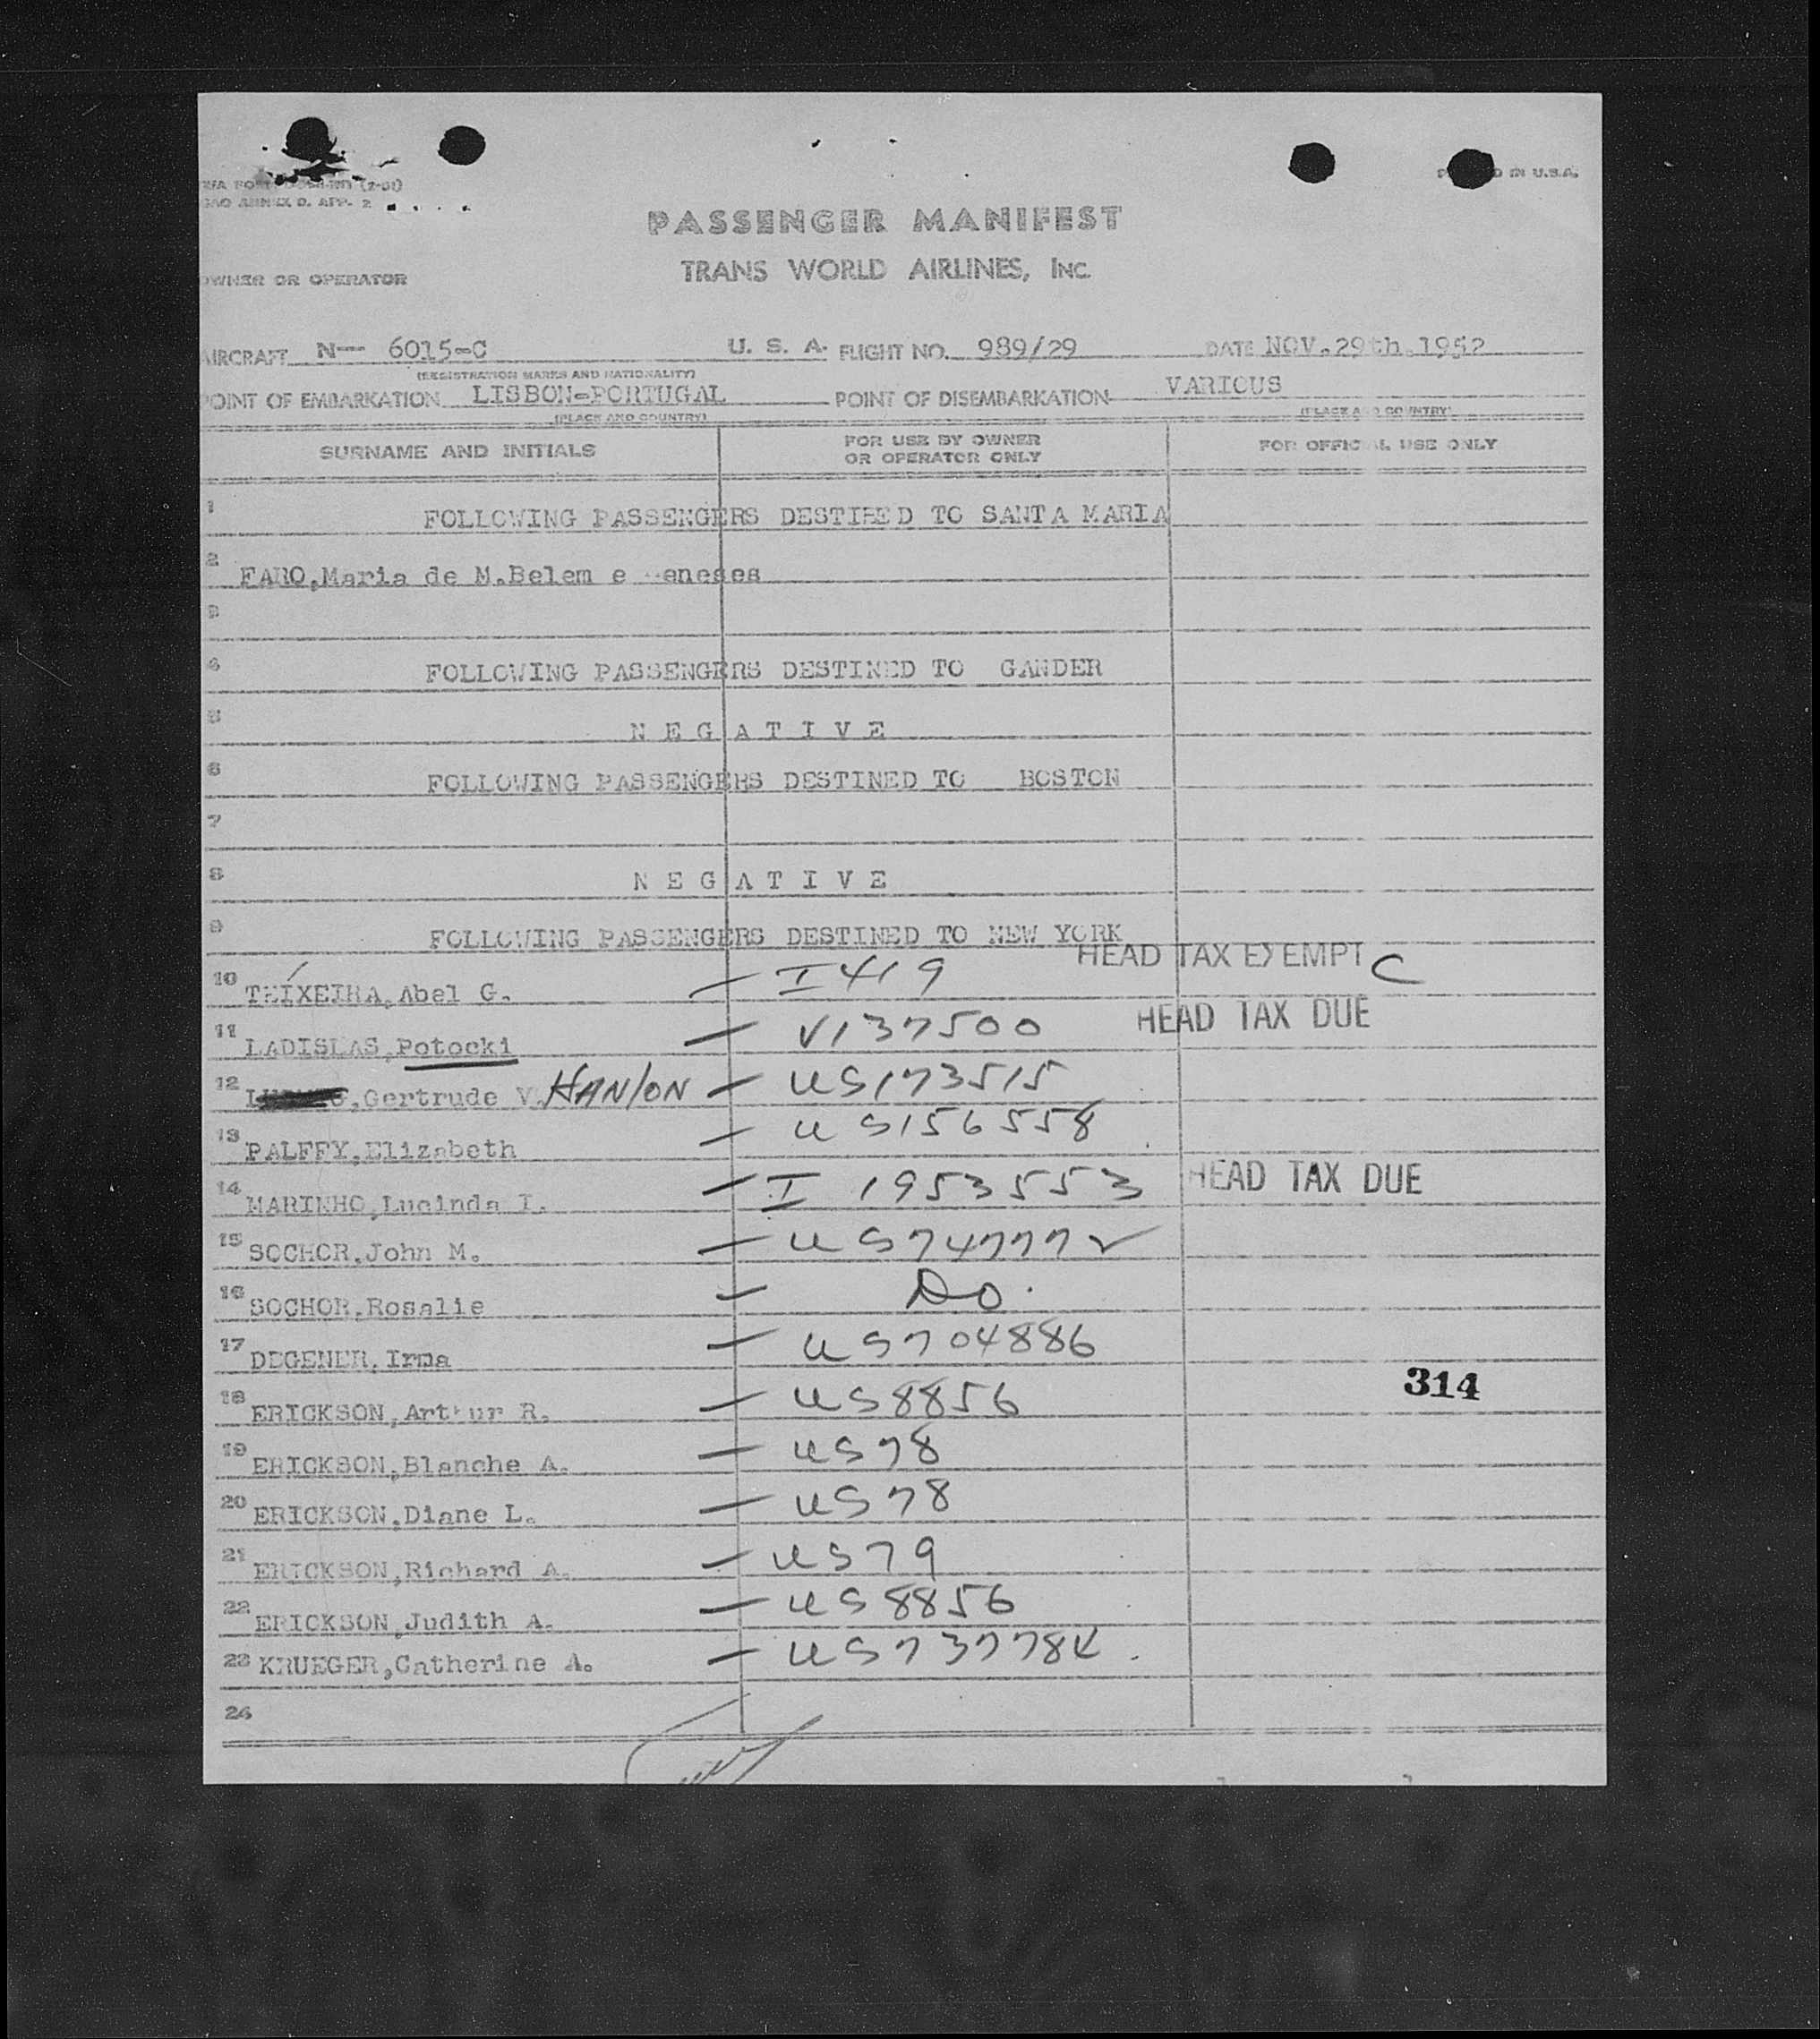 PASSENGER MANIFEST
TRANS WORLD AIRLINES, INC.
IN U.S.A.
ANNEX D. APP. 2
OWNER OR OPERATOR
AIRCRAFT N— 6015-C U. S. A. FLIGHT NO. 989/29 DATE NOV.29th.1952
(REGISTRATION MARKS AND NATIONALITY)
POINT OF EMBARKATION LISBON-PORTUGAL POINT OF DISEMBARKATION VARIOUS
(PLACE AND COUNTRY) (PLACE AND COUNTRY)
SURNAME AND INITIALS FOR USE BY OWNER OR OPERATOR ONLY FOR OFFICIAL USE ONLY
1 FOLLOWING PASSENGERS DESTINED TO SANTA MARIA
2 FARO,Maria de M.Belem e eneses
3
4 FOLLOWING PASSENGERS DESTINED TO GANDER
5 N E G A T I V E
6 FOLLOWING PASSENGERS DESTINED TO BOSTON
7
8 N E G A T I V E
9 FOLLOWING PASSENGERS DESTINED TO NEW YORK
10 TEIXEIRA,Abel G. — I 419 HEAD TAX EXEMPT C
11 LADISLAS,Potocki — V137500 HEAD TAX DUE
12 ,Gertrude V. HANLON — US173515
13 PALFFY,Elizabeth — US156558
14 MARINHO,Lucinda I. — I 1953553 HEAD TAX DUE
15 SOCHOR,John M. — US74777 ✓
16 SOCHOR,Rosalie — Do.
17 DEGENER,Irma — US704886
18 ERICKSON,Arthur R. — US8856
314
19 ERICKSON,Blanche A. — US78
20 ERICKSON,Diane L. — US78
21 ERICKSON,Richard A. — US79
22 ERICKSON,Judith A. — US8856
23 KRUEGER,Catherine A. — US737784
24